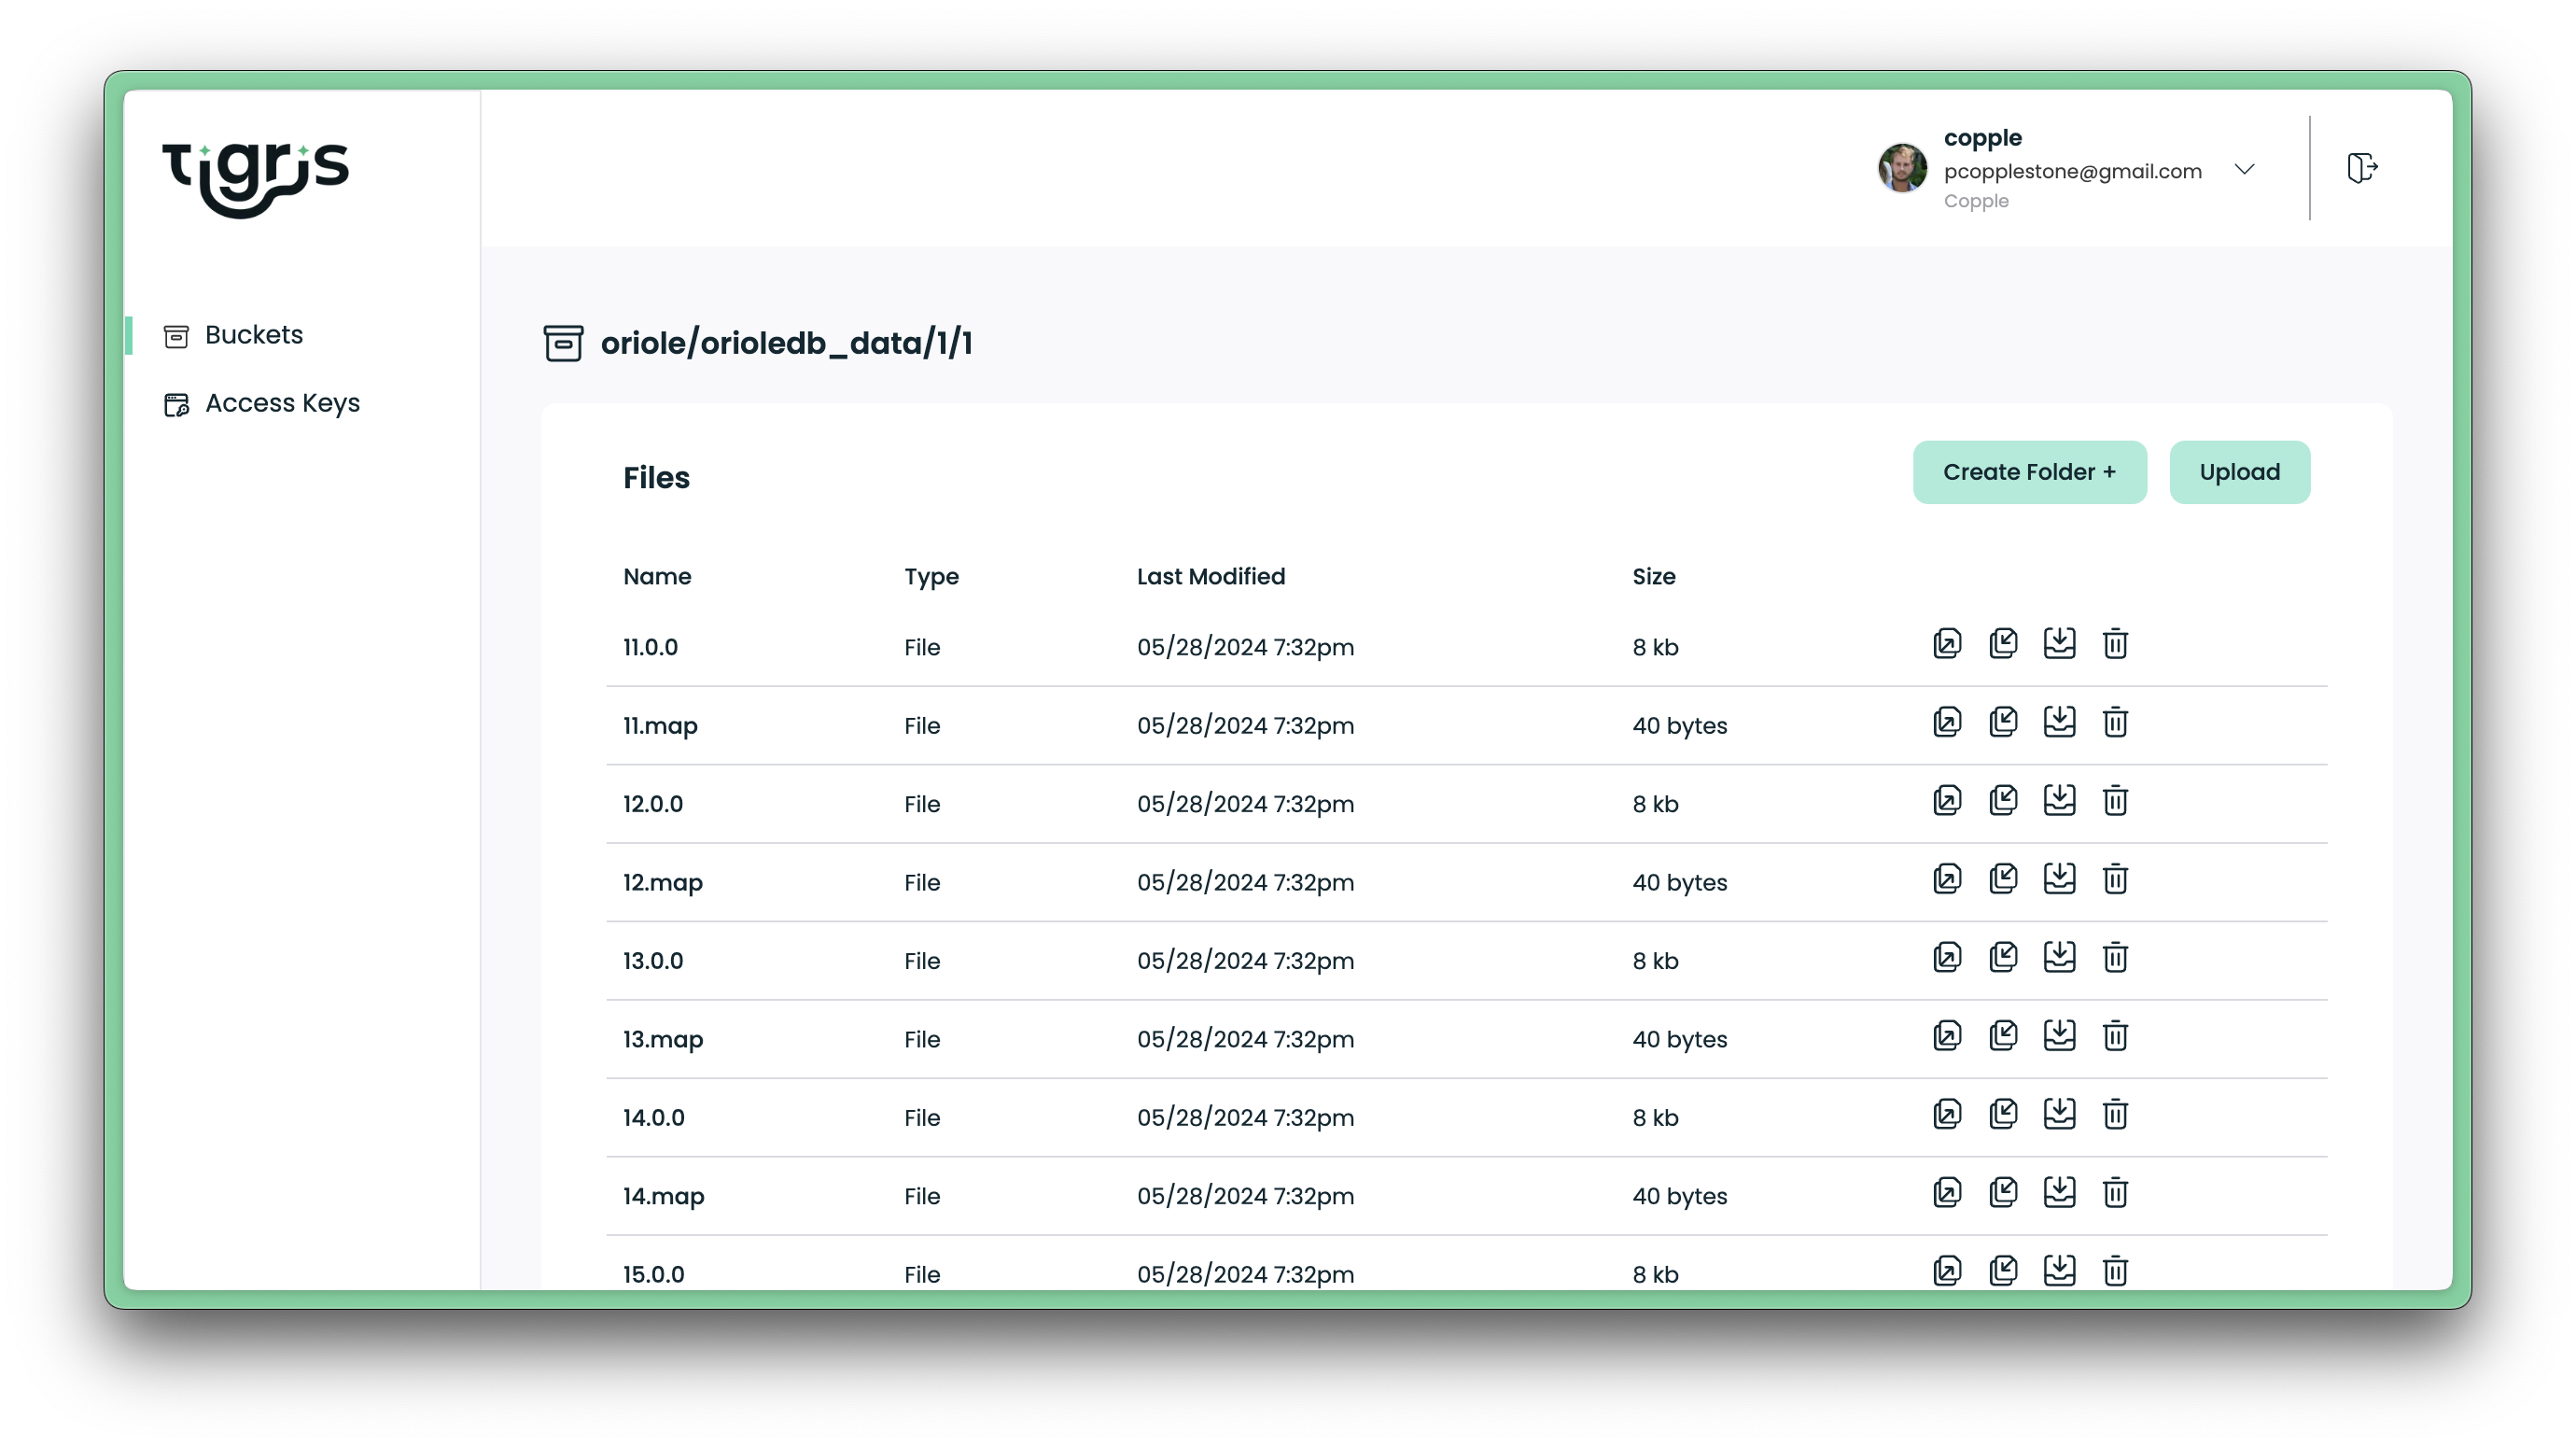 tigris
copple
pcopplestone@gmail.com
Copple
Buckets
Access Keys
oriole/orioledb_data/1/1
Files
Create Folder +
Upload
Name Type Last Modified Size
11.0.0 File 05/28/2024 7:32pm 8 kb
11.map File 05/28/2024 7:32pm 40 bytes
12.0.0 File 05/28/2024 7:32pm 8 kb
12.map File 05/28/2024 7:32pm 40 bytes
13.0.0 File 05/28/2024 7:32pm 8 kb
13.map File 05/28/2024 7:32pm 40 bytes
14.0.0 File 05/28/2024 7:32pm 8 kb
14.map File 05/28/2024 7:32pm 40 bytes
15.0.0 File 05/28/2024 7:32pm 8 kb